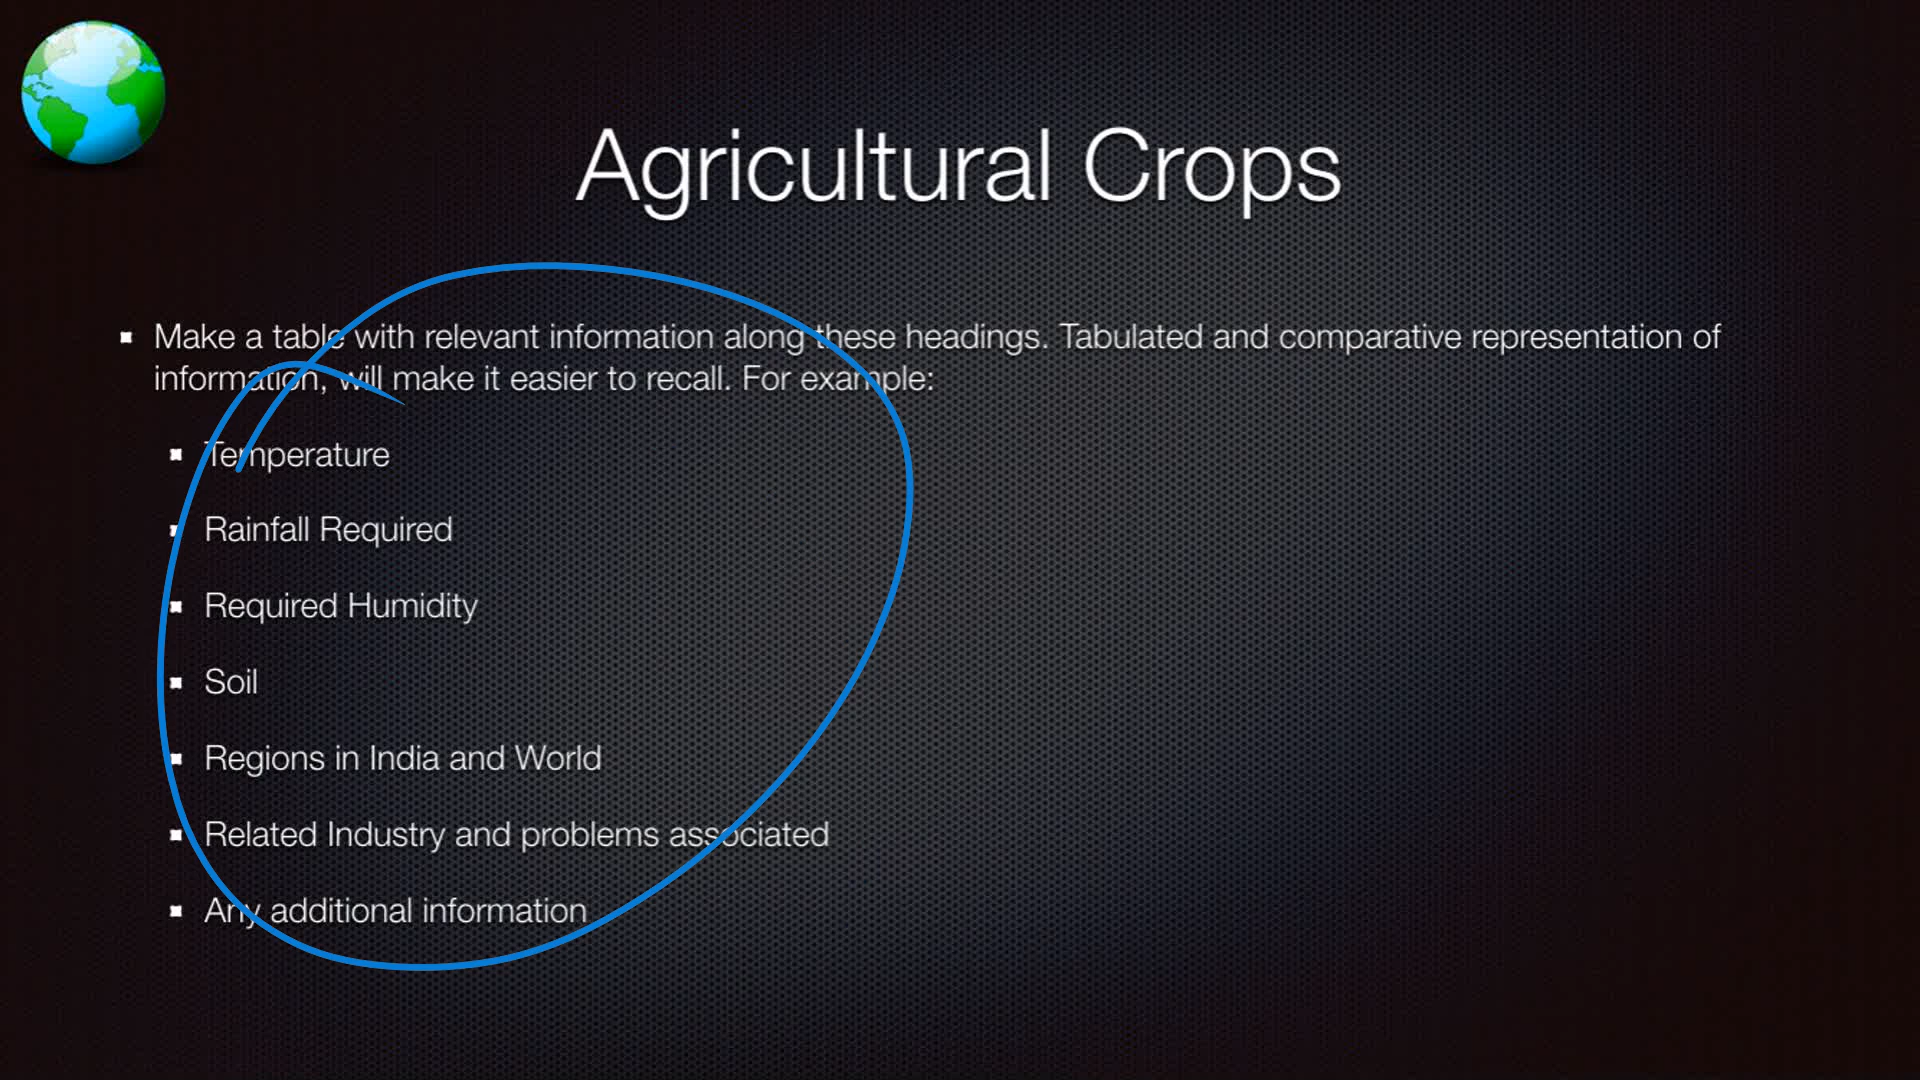 Agricultural Crops
Make a table with relevant information along these headings. Tabulated and comparative representation of
information, will make it easier to recall. For example:
Temperature
Rainfall Required
Required Humidity
Soil
Regions in India and World
Related Industry and problems associated
Any additional information